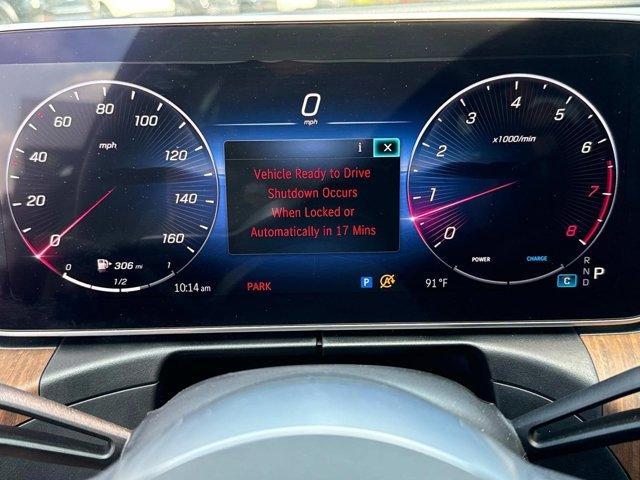 0
mph
i ×
Vehicle Ready to Drive
Shutdown Occurs
When Locked or
Automatically in 17 Mins
0
20
40
60
80
100
120
140
160
mph
306 mi
0 1/2 1
10:14 am
PARK
P
A
91°F
0
1
2
3
4
5
6
7
8
x1000/min
POWER CHARGE
C
R
N
D
P